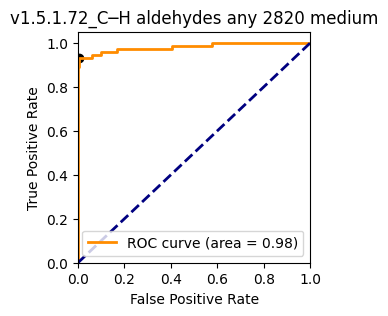 v1.5.1.72_C─H aldehydes any 2820 medium
True Positive Rate
1.0
0.8
0.6
0.4
0.2
0.0
ROC curve (area = 0.98)
0.0 0.2 0.4 0.6 0.8 1.0
False Positive Rate